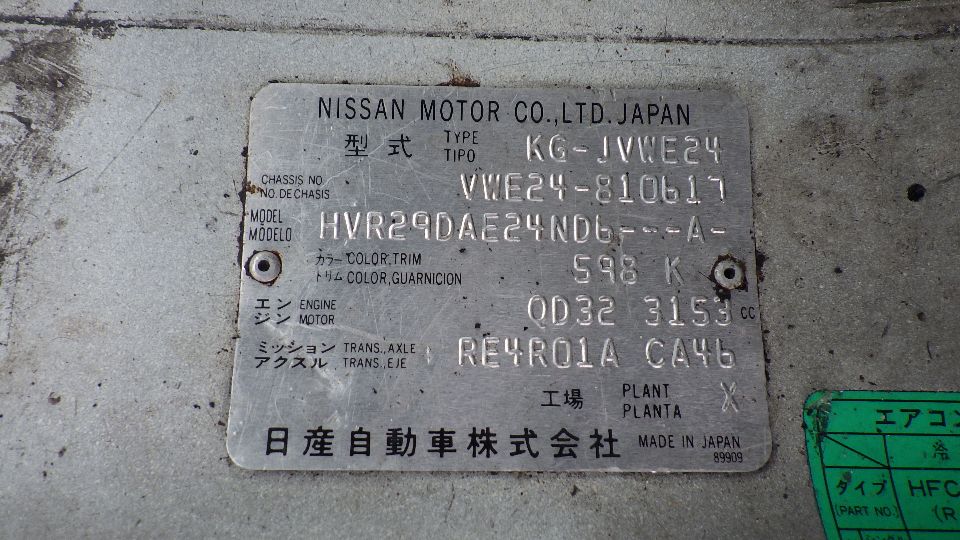 NISSAN MOTOR CO.,LTD. JAPAN
型式 TYPE TIPO KG-JVWE24
CHASSIS NO. NO. DE CHASIS VWE24-810617
MODEL MODELO HVR29DAE24ND6---A-
カラー COLOR,TRIM
トリム COLOR,GUARNICION 598 K
エンジン ENGINE MOTOR QD32 3153 CC
ミッション TRANS.,AXLE
アクスル TRANS.,EJE RE4R01A CA46
工場 PLANT PLANTA X
日産自動車株式会社 MADE IN JAPAN
89909
エアコン
冷
タイプ HFC
(PART NO.) (R